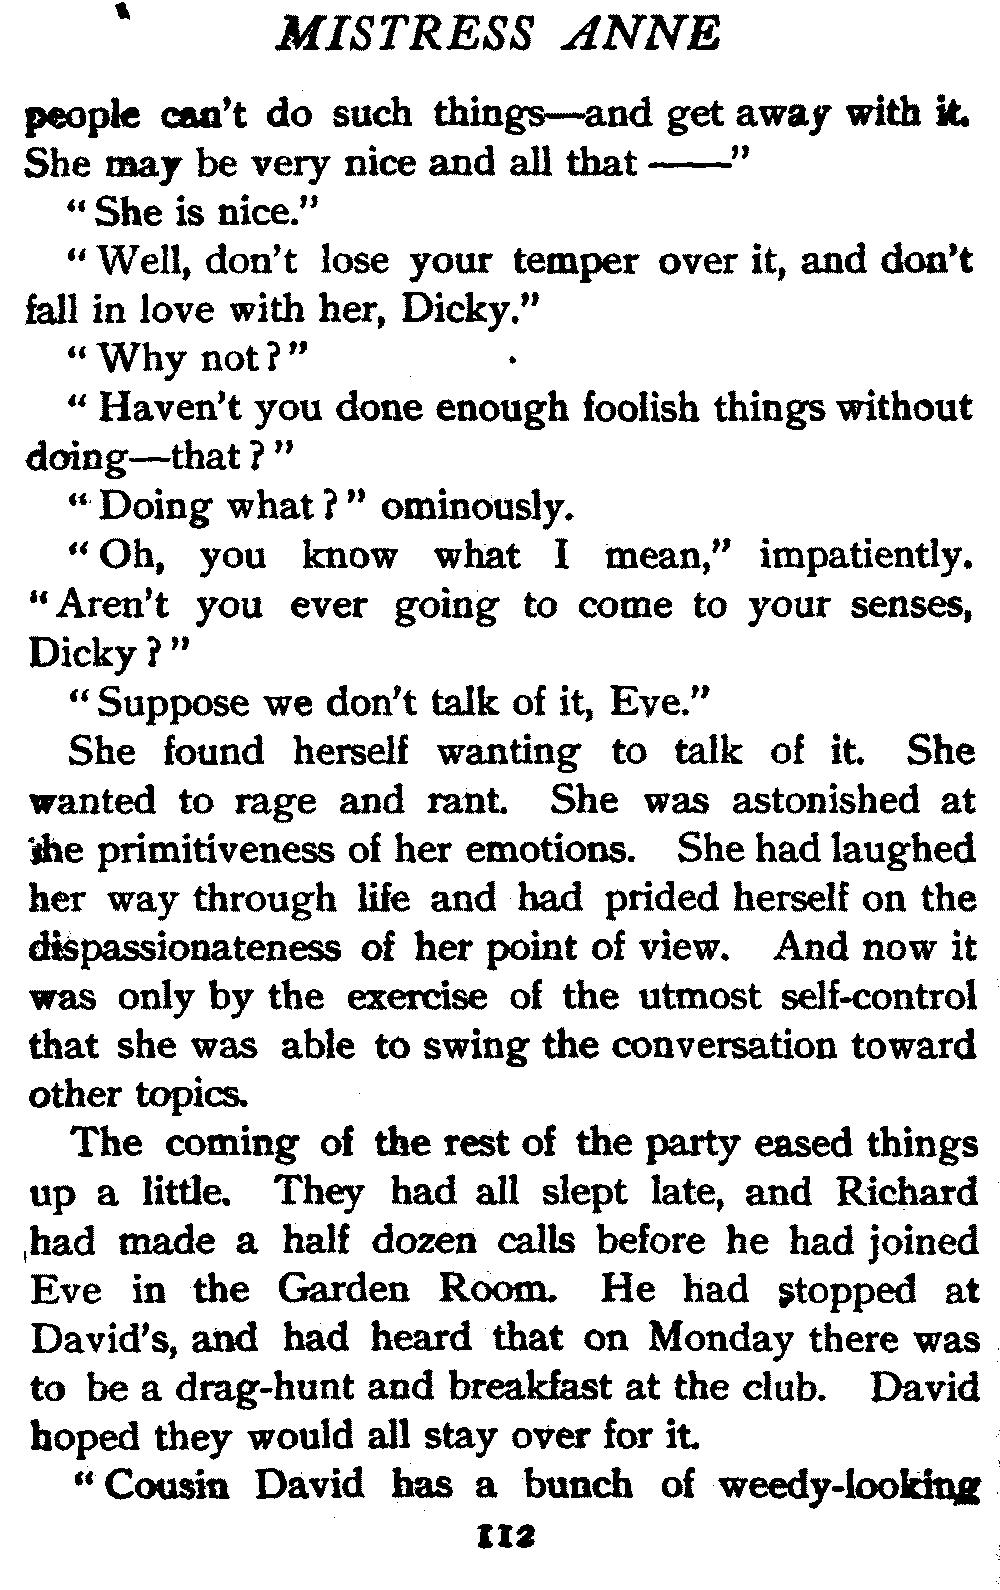 MISTRESS ANNE
people can't do such things—and get away with it.
She may be very nice and all that ——"
"She is nice."
"Well, don't lose your temper over it, and don't
fall in love with her, Dicky."
"Why not?"
"Haven't you done enough foolish things without
doing—that?"
"Doing what?" ominously.
"Oh, you know what I mean," impatiently.
"Aren't you ever going to come to your senses,
Dicky?"
"Suppose we don't talk of it, Eve."
She found herself wanting to talk of it. She
wanted to rage and rant. She was astonished at
the primitiveness of her emotions. She had laughed
her way through life and had prided herself on the
dispassionateness of her point of view. And now it
was only by the exercise of the utmost self-control
that she was able to swing the conversation toward
other topics.
The coming of the rest of the party eased things
up a little. They had all slept late, and Richard
had made a half dozen calls before he had joined
Eve in the Garden Room. He had stopped at
David's, and had heard that on Monday there was
to be a drag-hunt and breakfast at the club. David
hoped they would all stay over for it.
"Cousin David has a bunch of weedy-looking
112